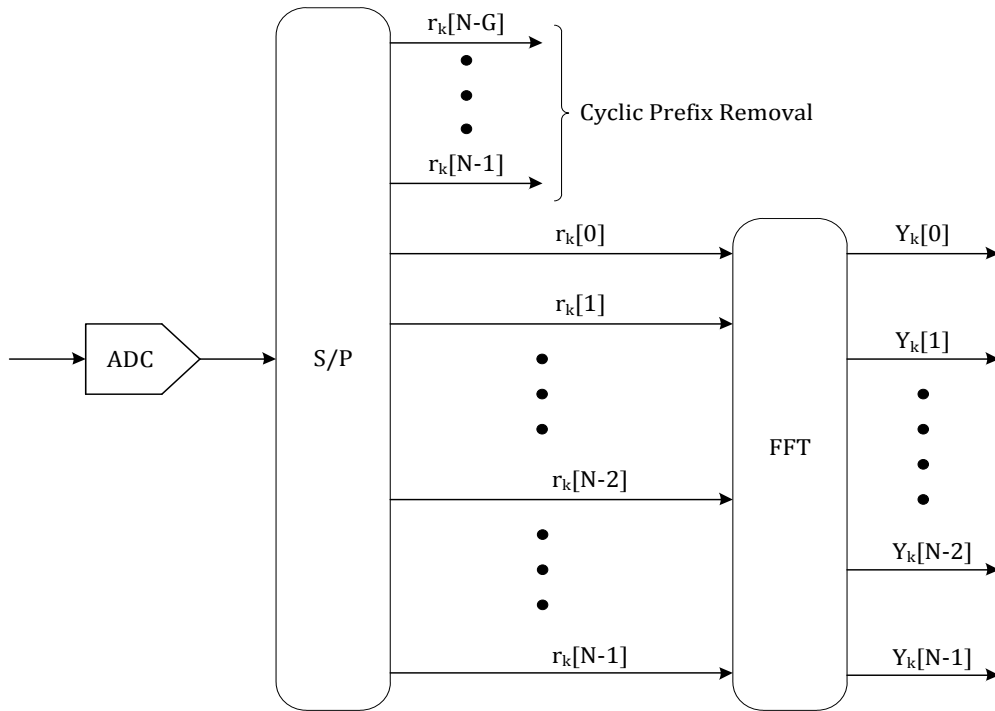 r_k[N-G]
Cyclic Prefix Removal
r_k[N-1]
r_k[0]
Y_k[0]
r_k[1]
ADC
S/P
Y_k[1]
FFT
r_k[N-2]
Y_k[N-2]
r_k[N-1]
Y_k[N-1]